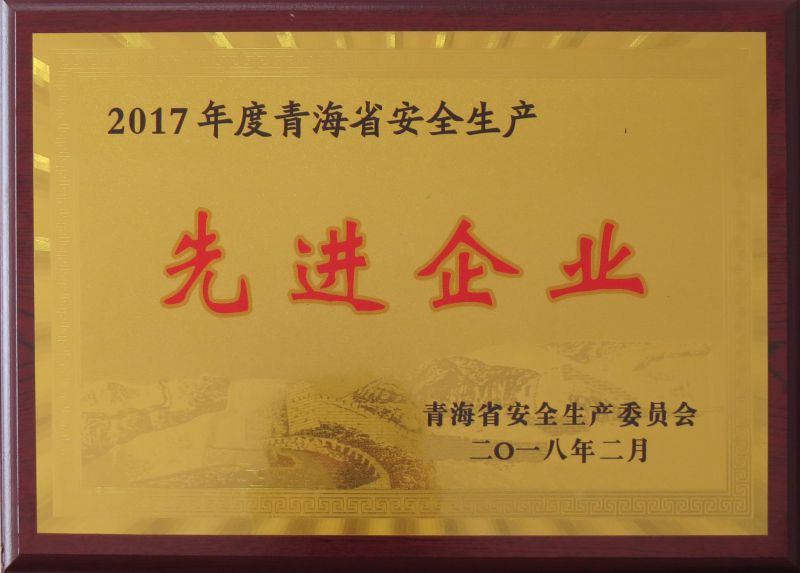 2017年度青海省安全生产
先进企业
青海省安全生产委员会
二〇一八年二月